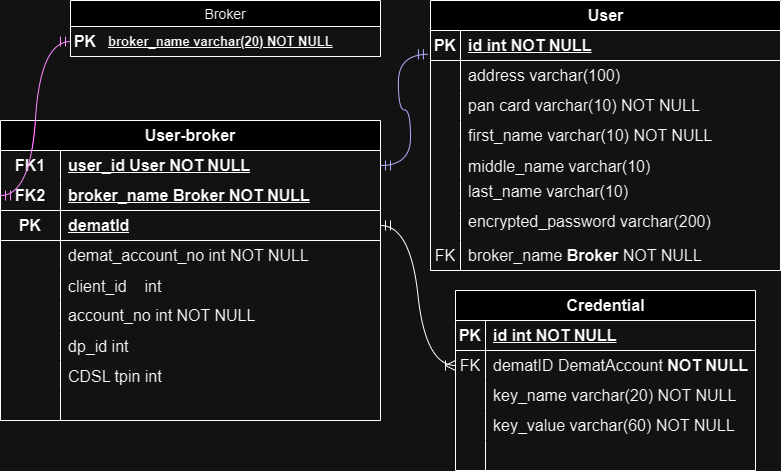 Broker
PK broker_name varchar(20) NOT NULL
User
PK id int NOT NULL
address varchar(100)
pan card varchar(10) NOT NULL
first_name varchar(10) NOT NULL
middle_name varchar(10)
last_name varchar(10)
encrypted_password varchar(200)
FK broker_name Broker NOT NULL
User-broker
FK1 user_id User NOT NULL
FK2 broker_name Broker NOT NULL
PK dematId
demat_account_no int NOT NULL
client_id int
account_no int NOT NULL
dp_id int
CDSL tpin int
Credential
PK id int NOT NULL
FK dematID DematAccount NOT NULL
key_name varchar(20) NOT NULL
key_value varchar(60) NOT NULL